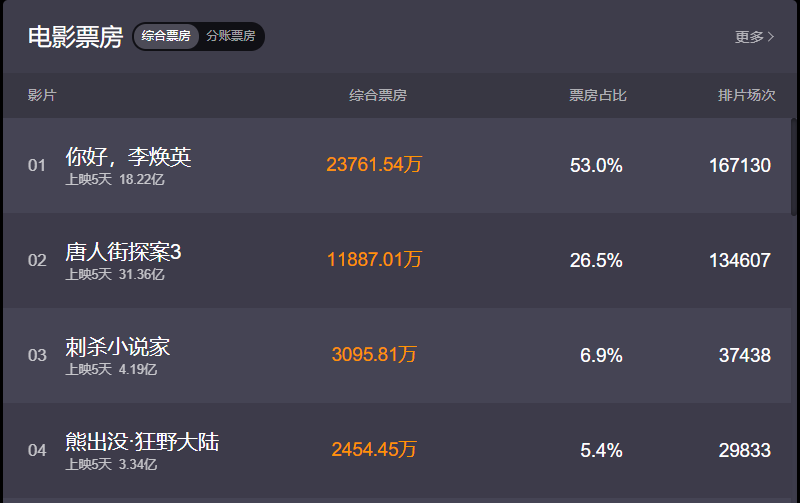 电影票房 综合票房 分账票房 更多
影片 综合票房 票房占比 排片场次
01 你好，李焕英 23761.54万 53.0% 167130
上映5天 18.22亿
02 唐人街探案3 11887.01万 26.5% 134607
上映5天 31.36亿
03 刺杀小说家 3095.81万 6.9% 37438
上映5天 4.19亿
04 熊出没·狂野大陆 2454.45万 5.4% 29833
上映5天 3.34亿